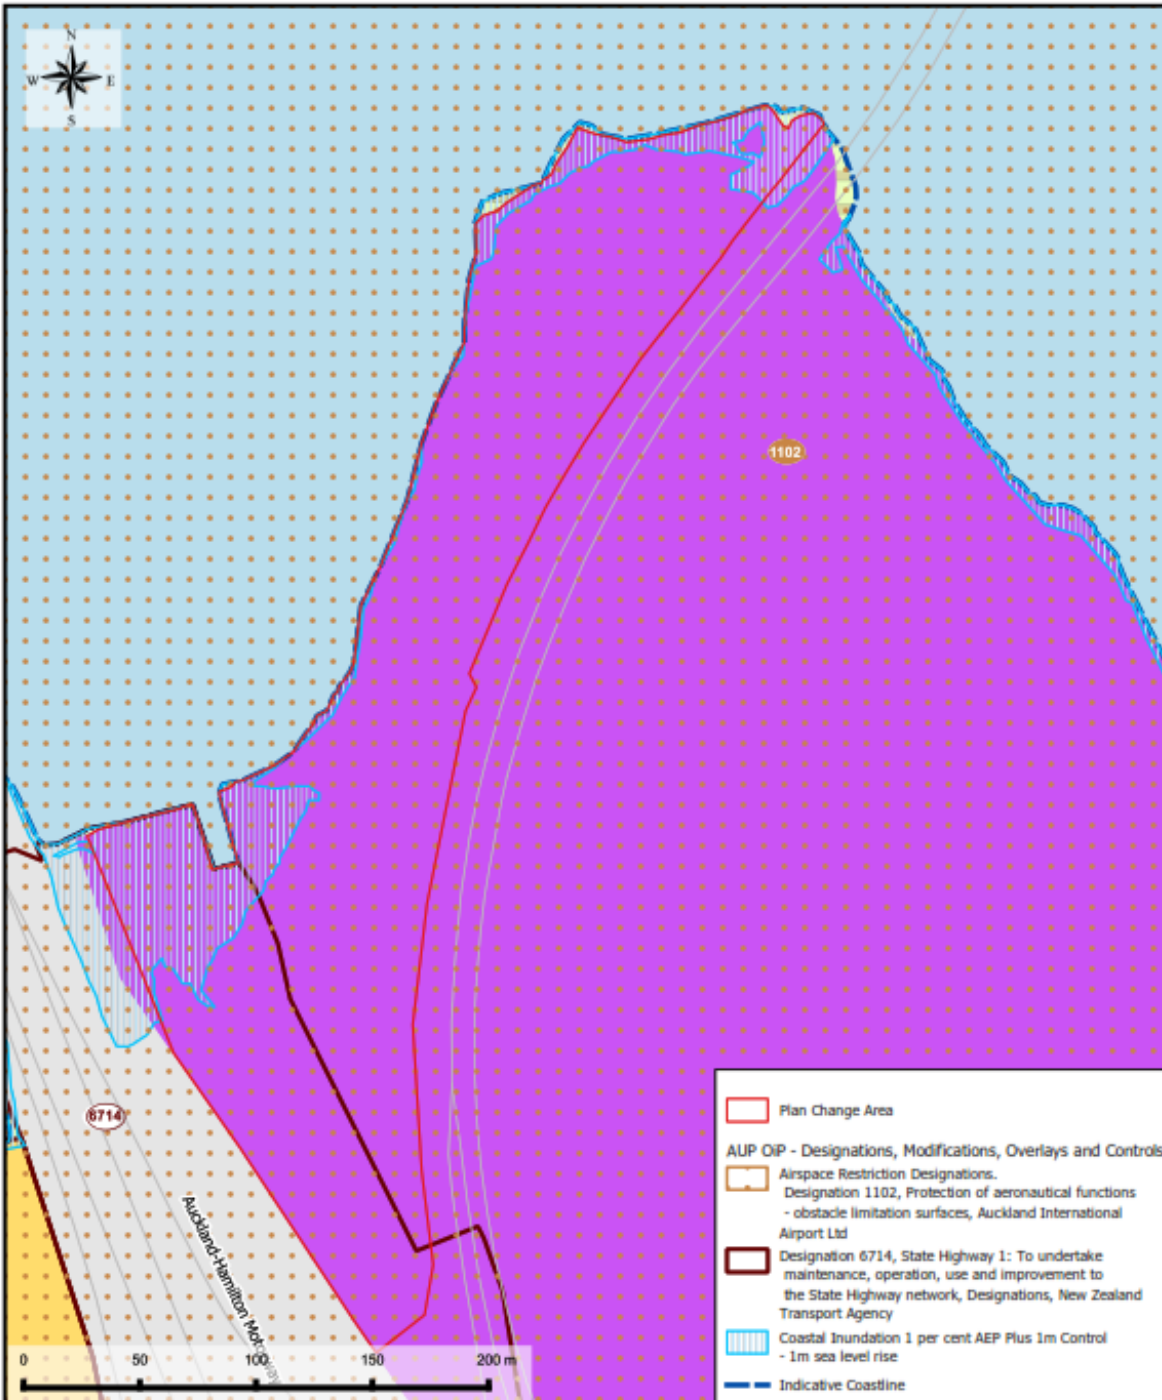 N
W E
S
1102
6714
Auckland-Hamilton Motorway
0 50 100 150 200 m
Plan Change Area
AUP OiP - Designations, Modifications, Overlays and Controls
Airspace Restriction Designations.
Designation 1102, Protection of aeronautical functions
- obstacle limitation surfaces, Auckland International
Airport Ltd
Designation 6714, State Highway 1: To undertake
maintenance, operation, use and improvement to
the State Highway network, Designations, New Zealand
Transport Agency
Coastal Inundation 1 per cent AEP Plus 1m Control
- 1m sea level rise
Indicative Coastline